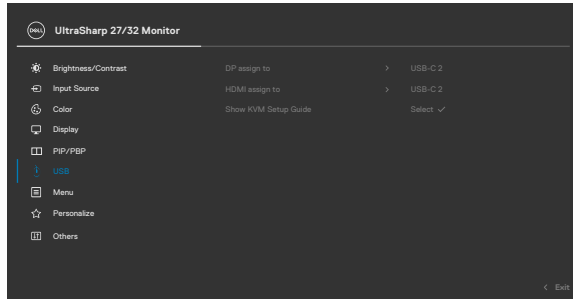 DELL UltraSharp 27/32 Monitor
Brightness/Contrast DP assign to > USB-C 2
Input Source HDMI assign to > USB-C 2
Color Show KVM Setup Guide Select ✓
Display
PIP/PBP
USB
Menu
Personalize
Others
< Exit